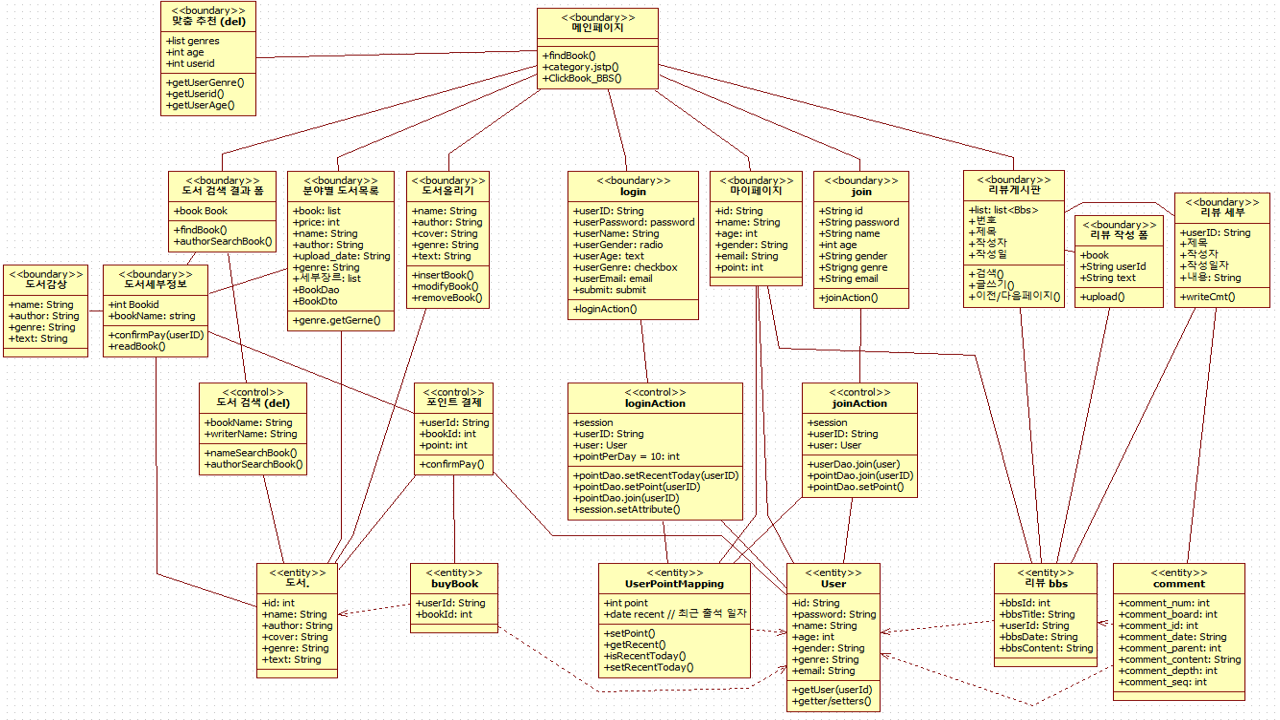 <<boundary>>
맞춤 추천 (del)
+list genres
+int age
+int userid
+getUserGenre()
+getUserid()
+getUserAge()
<<boundary>>
메인페이지
+findBook()
+category.jstp()
+ClickBook_BBS()
<<boundary>>
도서 검색 결과 폼
+book Book
+findBook()
+authorSearchBook()
<<boundary>>
분야별 도서목록
+book: list
+price: int
+name: String
+author: String
+upload_date: String
+genre: String
+세부장르: list
+BookDao
+BookDto
+genre.getGerne()
<<boundary>>
도서올리기
+name: String
+author: String
+cover: String
+genre: String
+text: String
+insertBook()
+modifyBook()
+removeBook()
<<boundary>>
login
+userID: String
+userPassword: password
+userName: String
+userGender: radio
+userAge: text
+userGenre: checkbox
+userEmail: email
+submit: submit
+loginAction()
<<boundary>>
마이페이지
+id: String
+name: String
+age: int
+gender: String
+email: String
+point: int
<<boundary>>
join
+String id
+String password
+String name
+int age
+String gender
+Strigng genre
+String email
+joinAction()
<<boundary>>
리뷰게시판
+list: list<Bbs>
+번호
+제목
+작성자
+작성일
+검색()
+글쓰기()
+이전/다음페이지()
<<boundary>>
리뷰 작성 폼
+book
+String userId
+String text
+upload()
<<boundary>>
리뷰 세부
+userID: String
+제목
+작성자
+작성일자
+내용: String
+writeCmt()
<<boundary>>
도서감상
+name: String
+author: String
+genre: String
+text: String
<<boundary>>
도서세부정보
+int Bookid
+bookName: string
+confirmPay(userID)
+readBook()
<<control>>
도서 검색 (del)
+bookName: String
+writerName: String
+nameSearchBook()
+authorSearchBook()
<<control>>
포인트 결제
+userId: String
+bookId: int
+point: int
+confirmPay()
<<control>>
loginAction
+session
+userID: String
+user: User
+pointPerDay = 10: int
+pointDao.setRecentToday(userID)
+pointDao.setPoint(userID)
+pointDao.join(userID)
+session.setAttribute()
<<control>>
joinAction
+session
+userID: String
+user: User
+userDao.join(user)
+pointDao.join(userID)
+pointDao.setPoint()
<<entity>>
도서.
+id: int
+name: String
+author: String
+cover: String
+genre: String
+text: String
<<entity>>
buyBook
+userId: String
+bookId: int
<<entity>>
UserPointMapping
+int point
+date recent // 최근 출석 일자
+setPoint()
+getRecent()
+isRecentToday()
+setRecentToday()
<<entity>>
User
+id: String
+password: String
+name: String
+age: int
+gender: String
+genre: String
+email: String
+getUser(userId)
+getter/setters()
<<entity>>
리뷰 bbs
+bbsId: int
+bbsTitle: String
+userId: String
+bbsDate: String
+bbsContent: String
<<entity>>
comment
+comment_num: int
+comment_board: int
+comment_id: int
+comment_date: String
+comment_parent: int
+comment_content: String
+comment_depth: int
+comment_seq: int